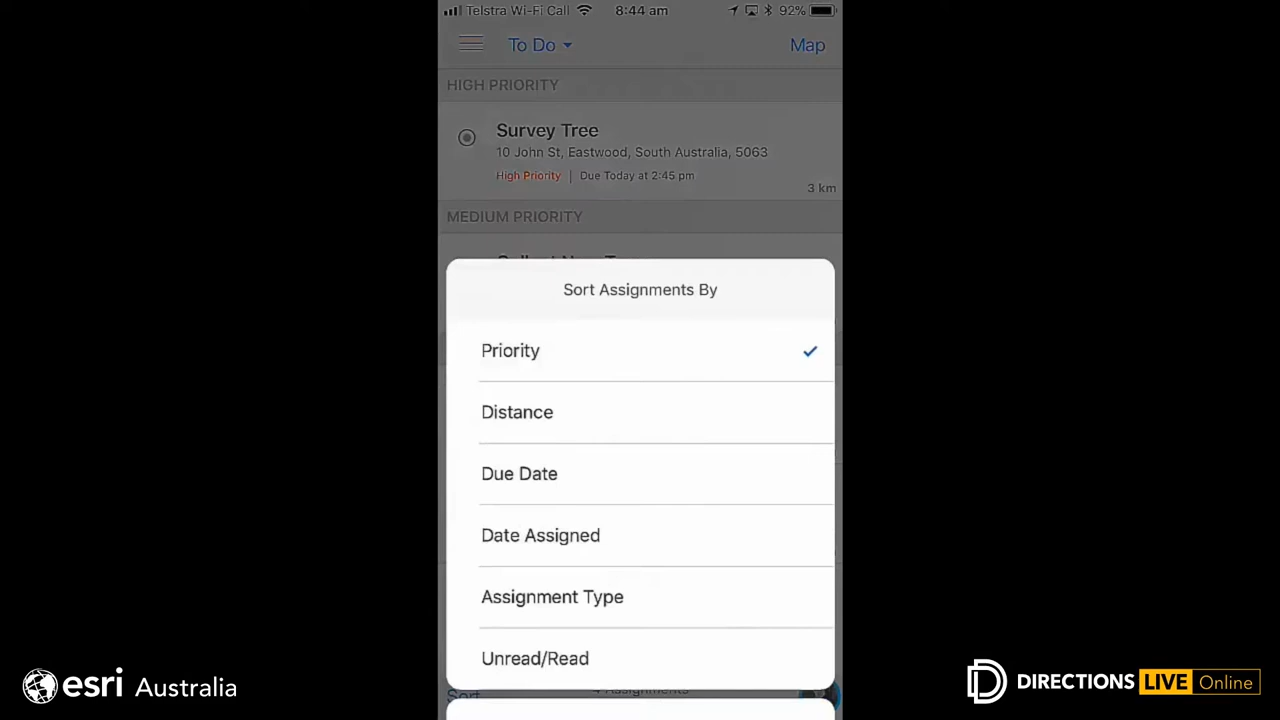 Telstra Wi-Fi Call 8:44 am 92%
To Do Map
HIGH PRIORITY
Survey Tree
10 John St, Eastwood, South Australia, 5063
High Priority | Due Today at 2:45 pm
3 km
MEDIUM PRIORITY
Sort Assignments By
Priority
Distance
Due Date
Date Assigned
Assignment Type
Unread/Read
Sort
esri Australia
DIRECTIONS LIVE Online